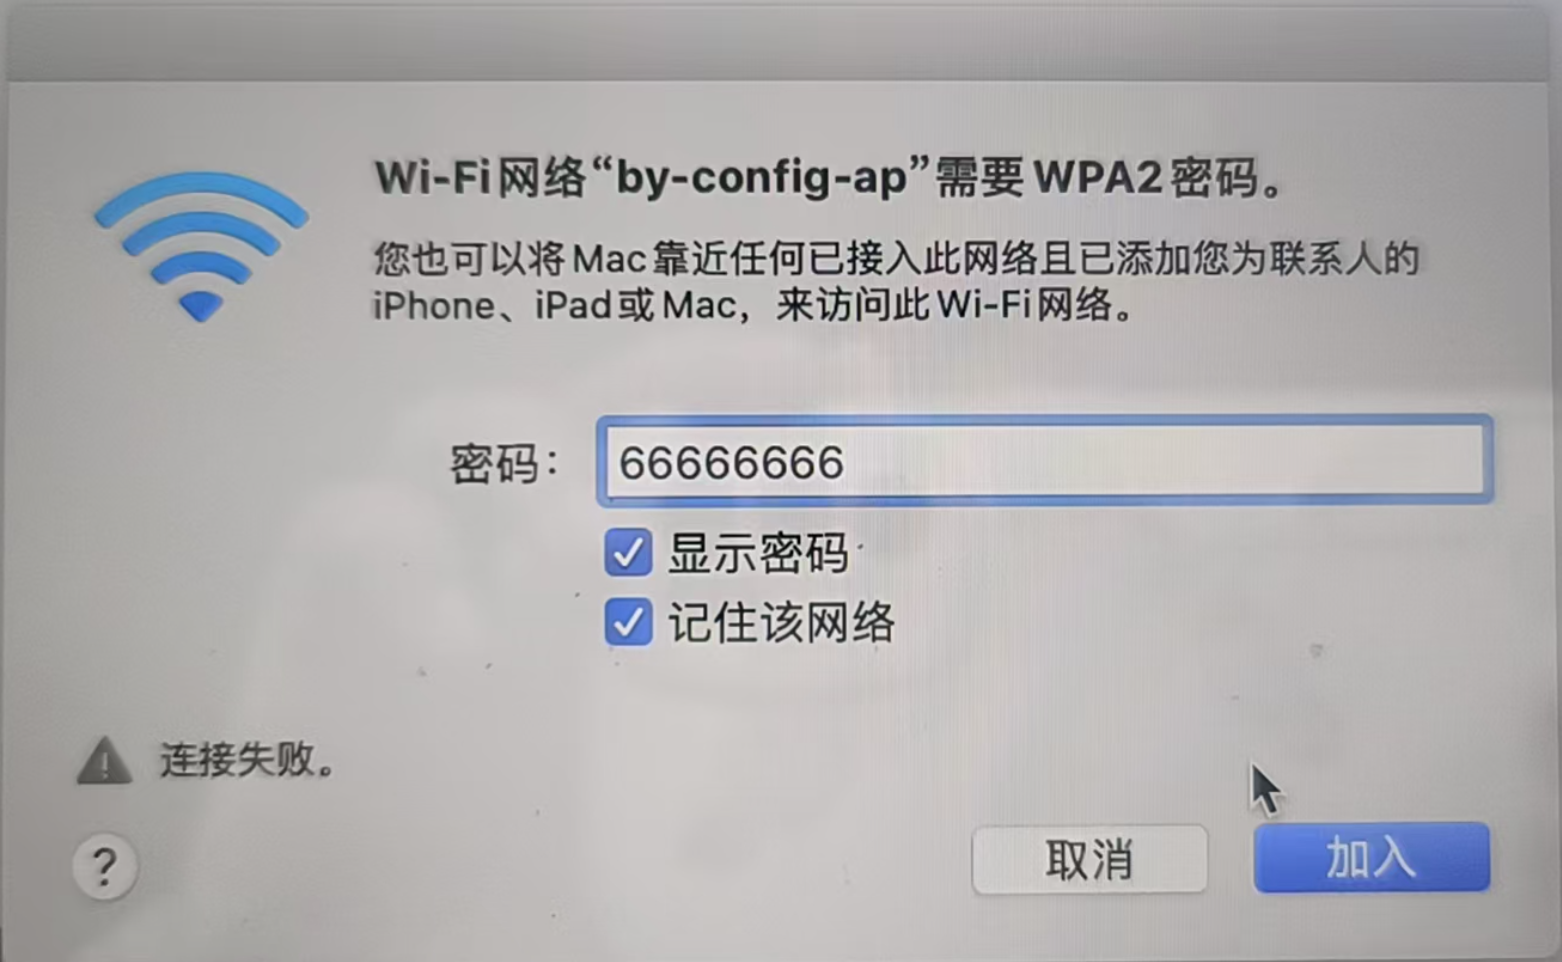 Wi-Fi网络“by-config-ap”需要WPA2密码。
您也可以将Mac靠近任何已接入此网络且已添加您为联系人的
iPhone、iPad或Mac，来访问此Wi-Fi网络。
密码：
66666666
显示密码
记住该网络
连接失败。
?
取消
加入